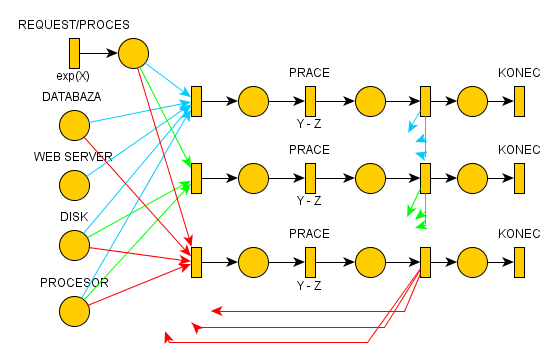 REQUEST/PROCES
exp(X)
DATABAZA
WEB SERVER
DISK
PROCESOR
PRACE
Y - Z
KONEC
PRACE
Y - Z
KONEC
PRACE
Y - Z
KONEC